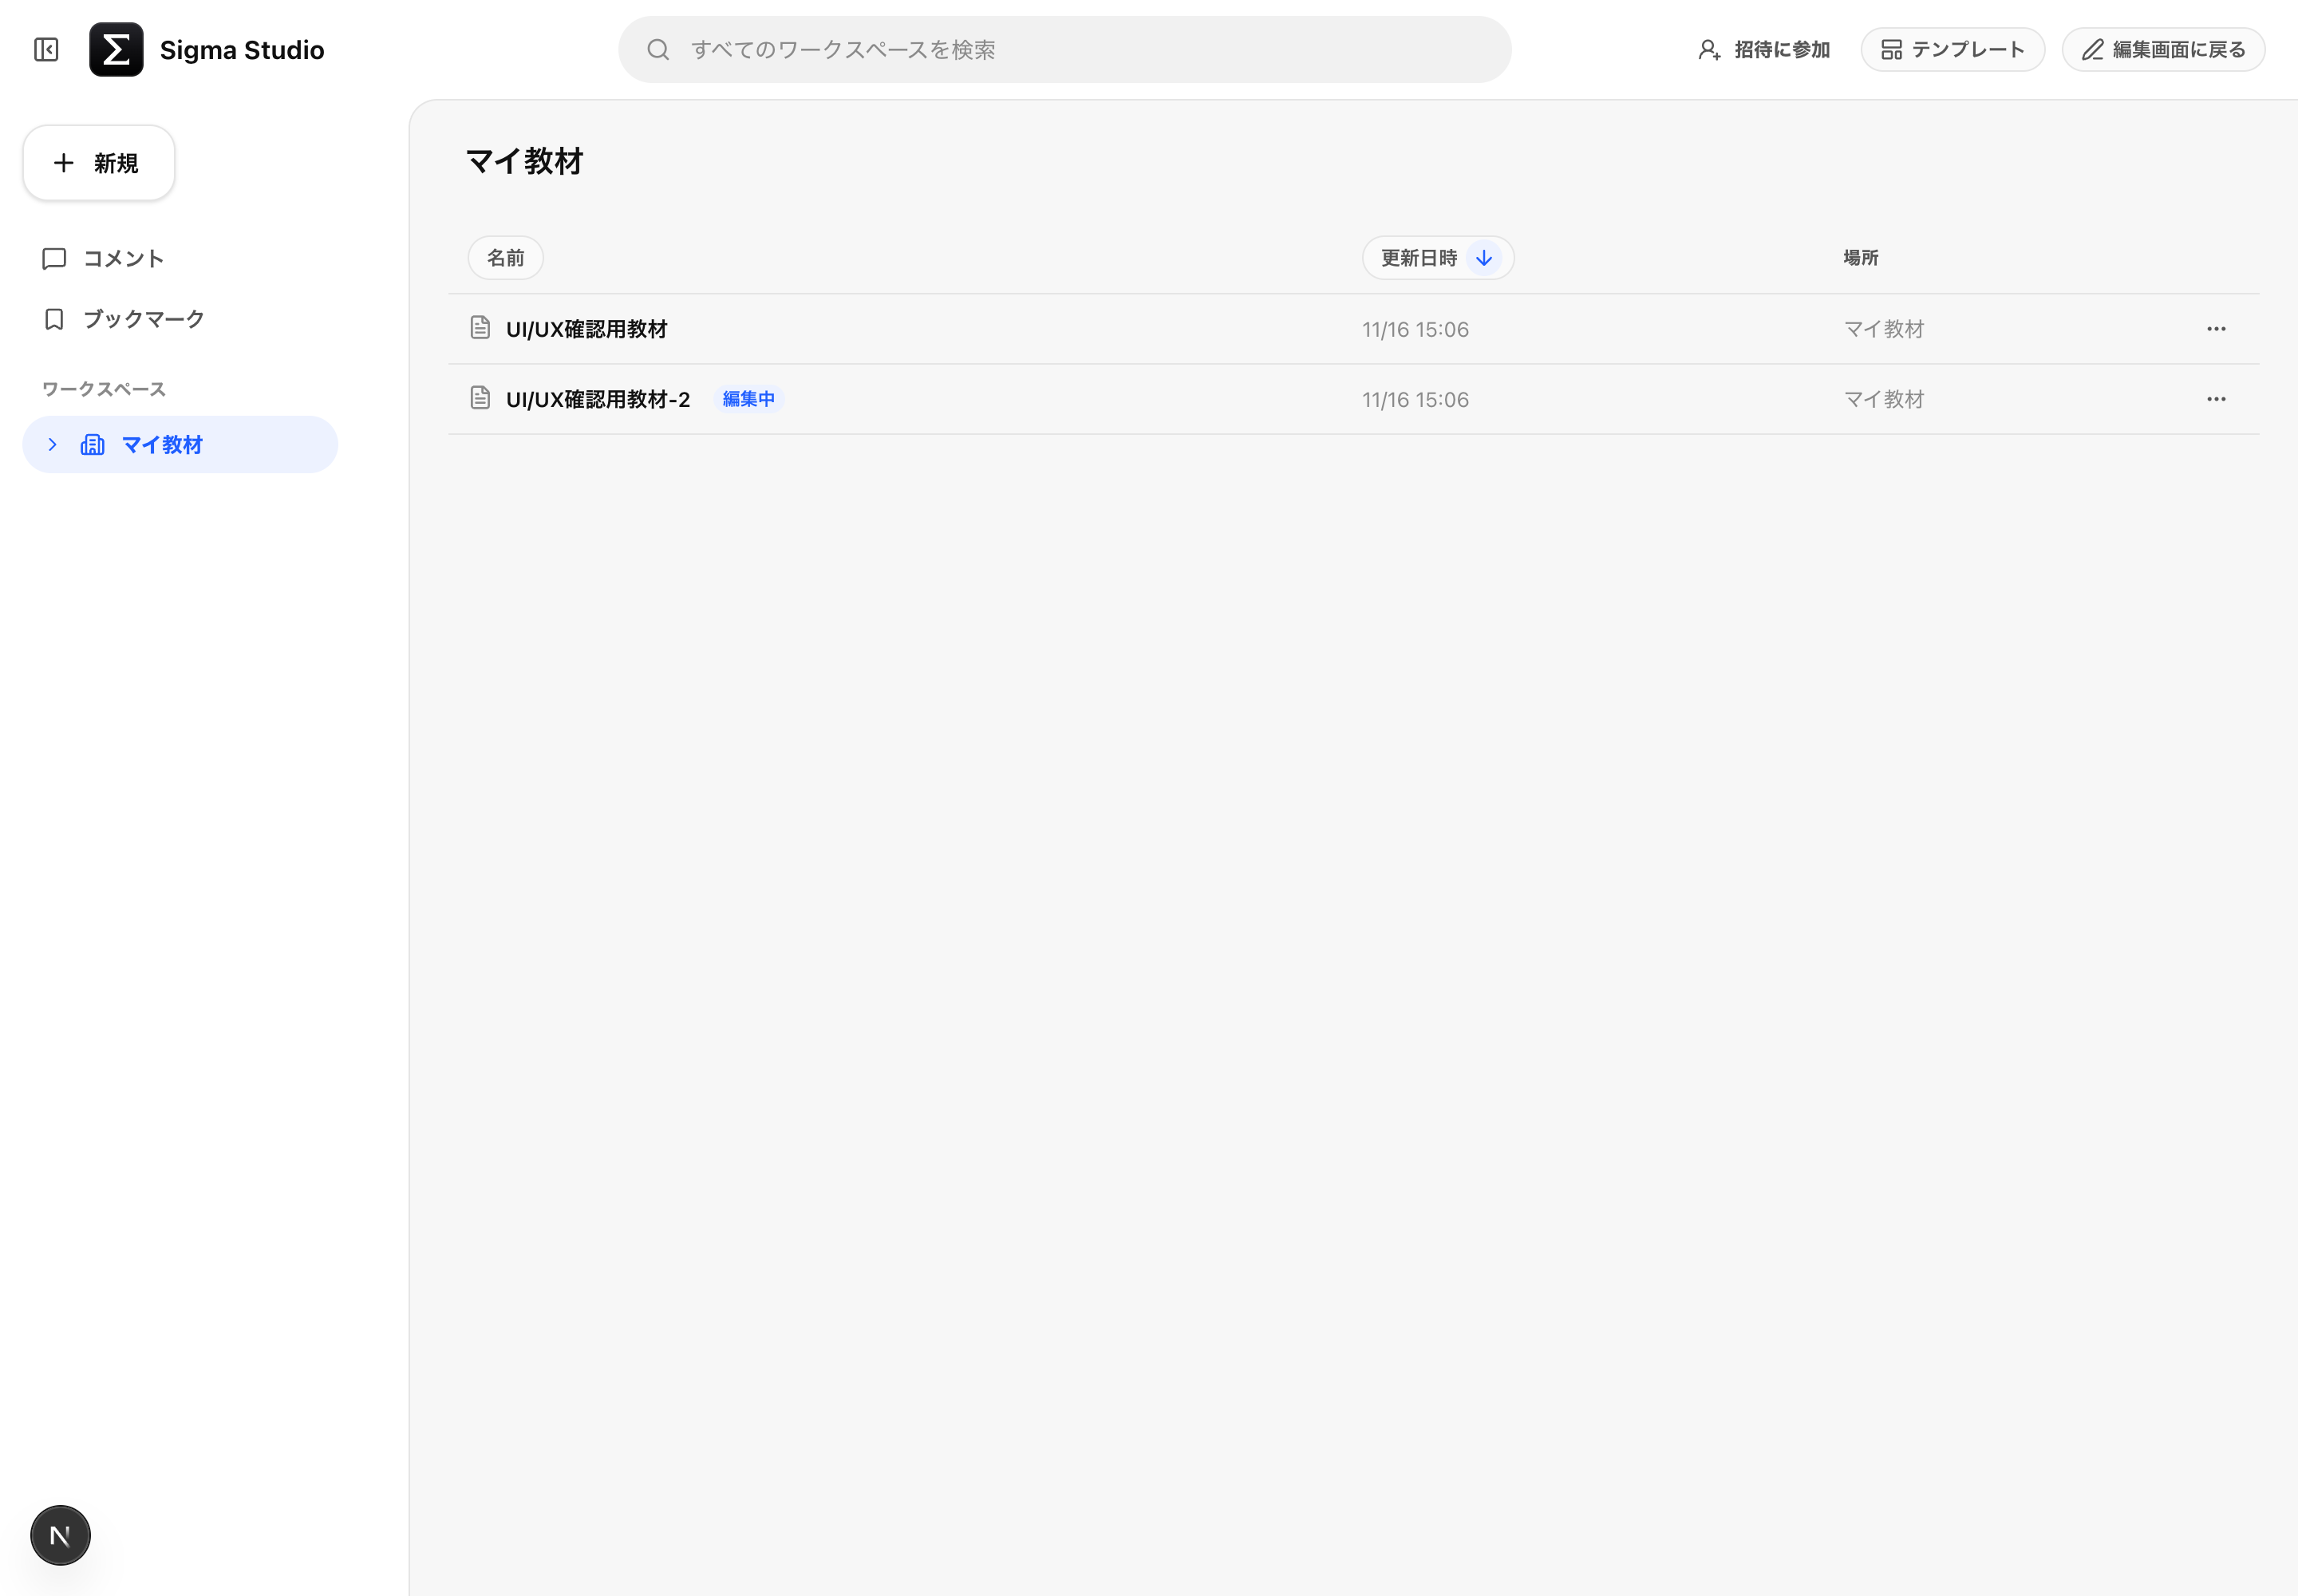 Sigma Studio
すべてのワークスペースを検索
招待に参加
テンプレート
編集画面に戻る
新規
コメント
ブックマーク
ワークスペース
マイ教材
マイ教材
名前 更新日時 場所
UI/UX確認用教材 11/16 15:06 マイ教材
UI/UX確認用教材-2 編集中 11/16 15:06 マイ教材
N